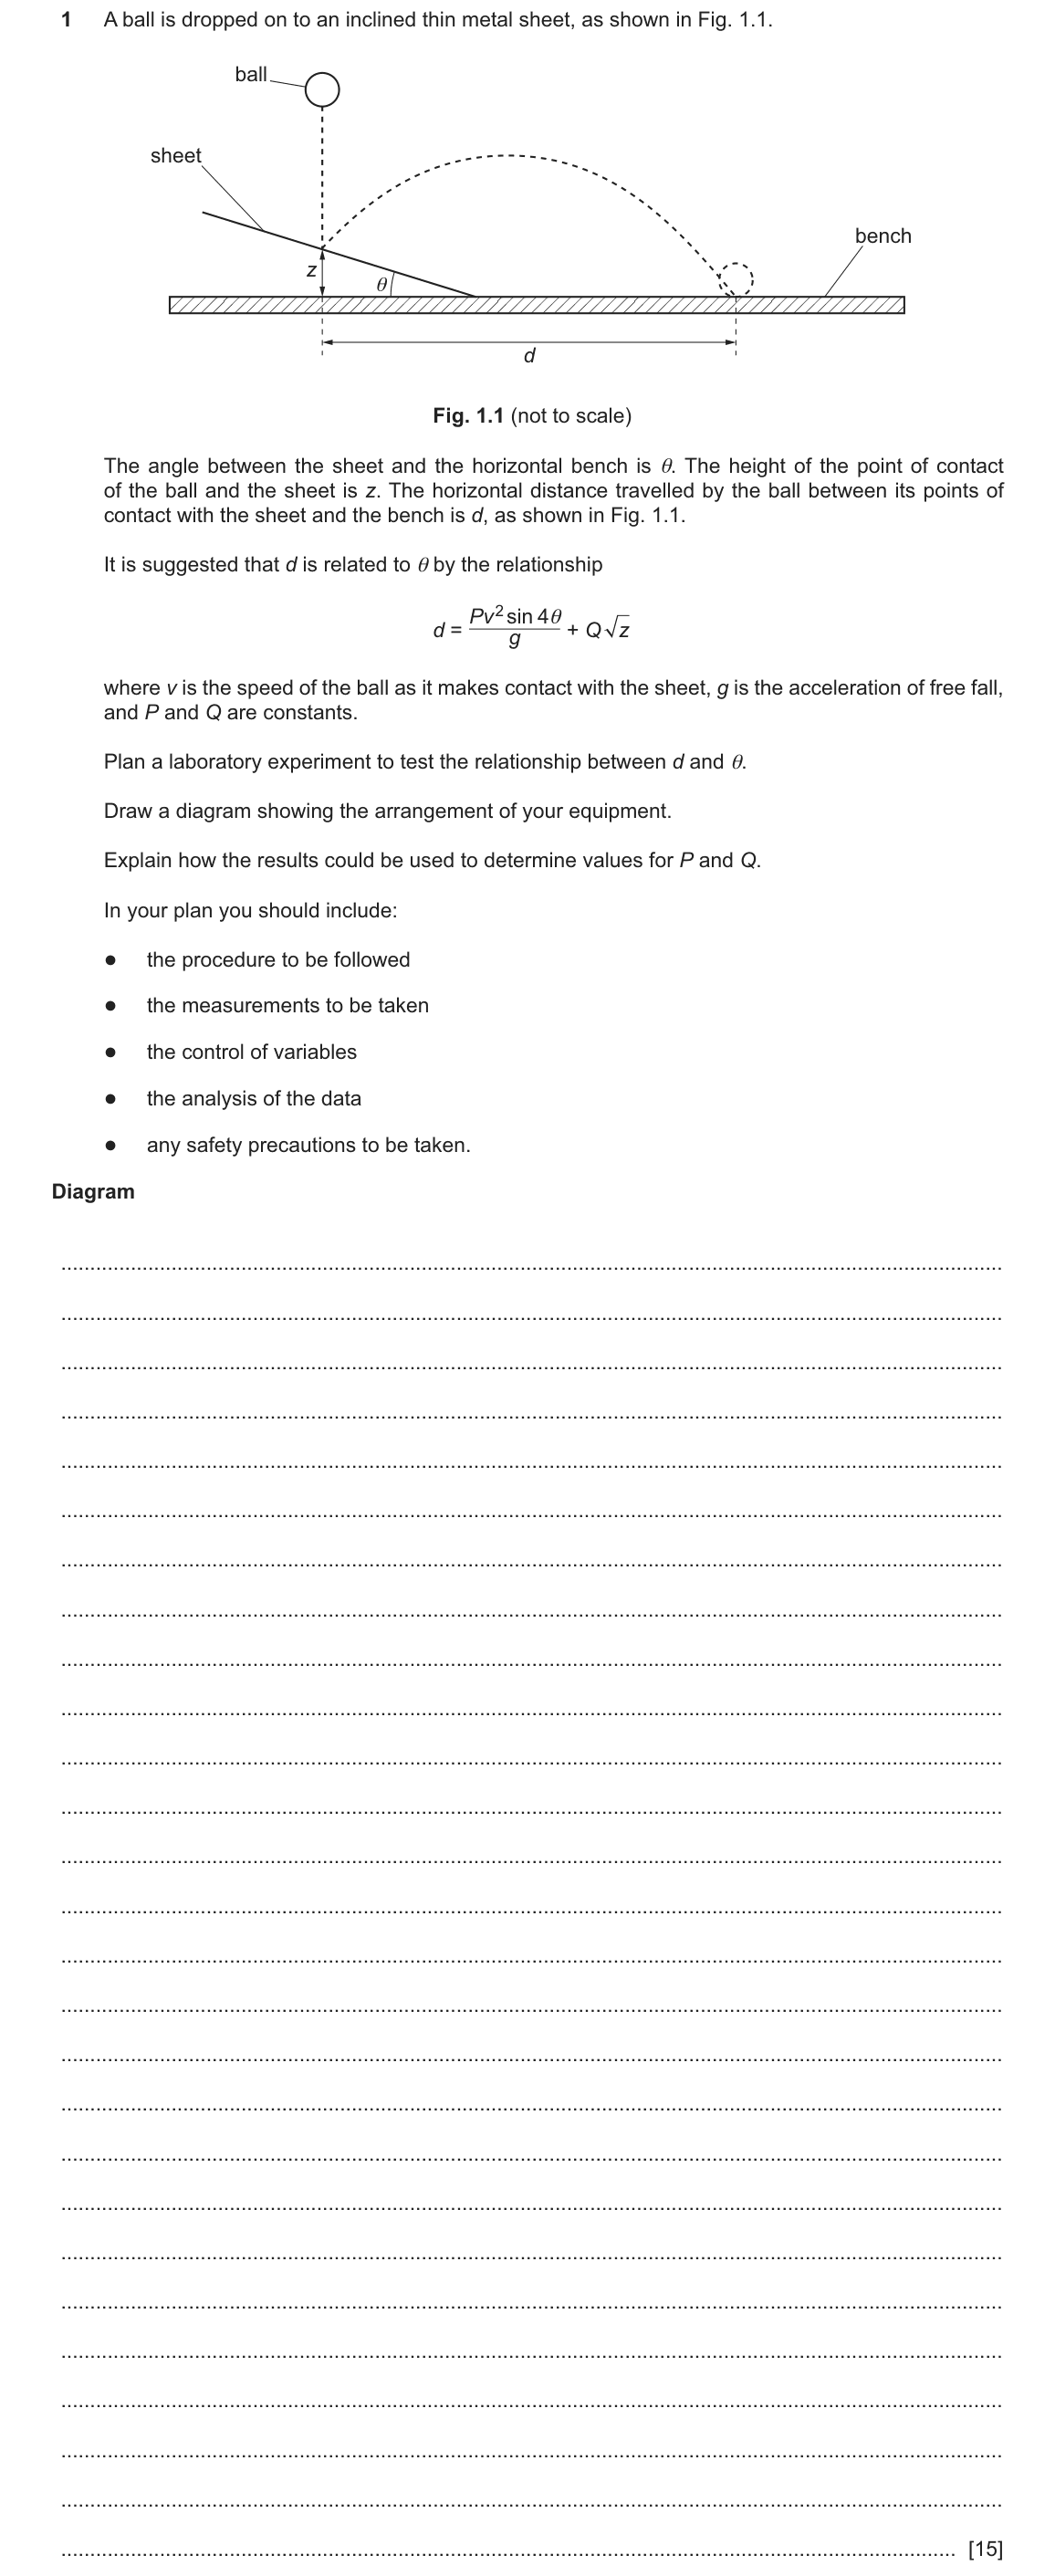 1 A ball is dropped on to an inclined thin metal sheet, as shown in Fig. 1.1.
ball
sheet
bench
z
θ
d
Fig. 1.1 (not to scale)
The angle between the sheet and the horizontal bench is θ. The height of the point of contact
of the ball and the sheet is z. The horizontal distance travelled by the ball between its points of
contact with the sheet and the bench is d, as shown in Fig. 1.1.
It is suggested that d is related to θ by the relationship
d = Pv² sin 4θ / g + Q√z
where v is the speed of the ball as it makes contact with the sheet, g is the acceleration of free fall,
and P and Q are constants.
Plan a laboratory experiment to test the relationship between d and θ.
Draw a diagram showing the arrangement of your equipment.
Explain how the results could be used to determine values for P and Q.
In your plan you should include:
● the procedure to be followed
● the measurements to be taken
● the control of variables
● the analysis of the data
● any safety precautions to be taken.
Diagram
[15]